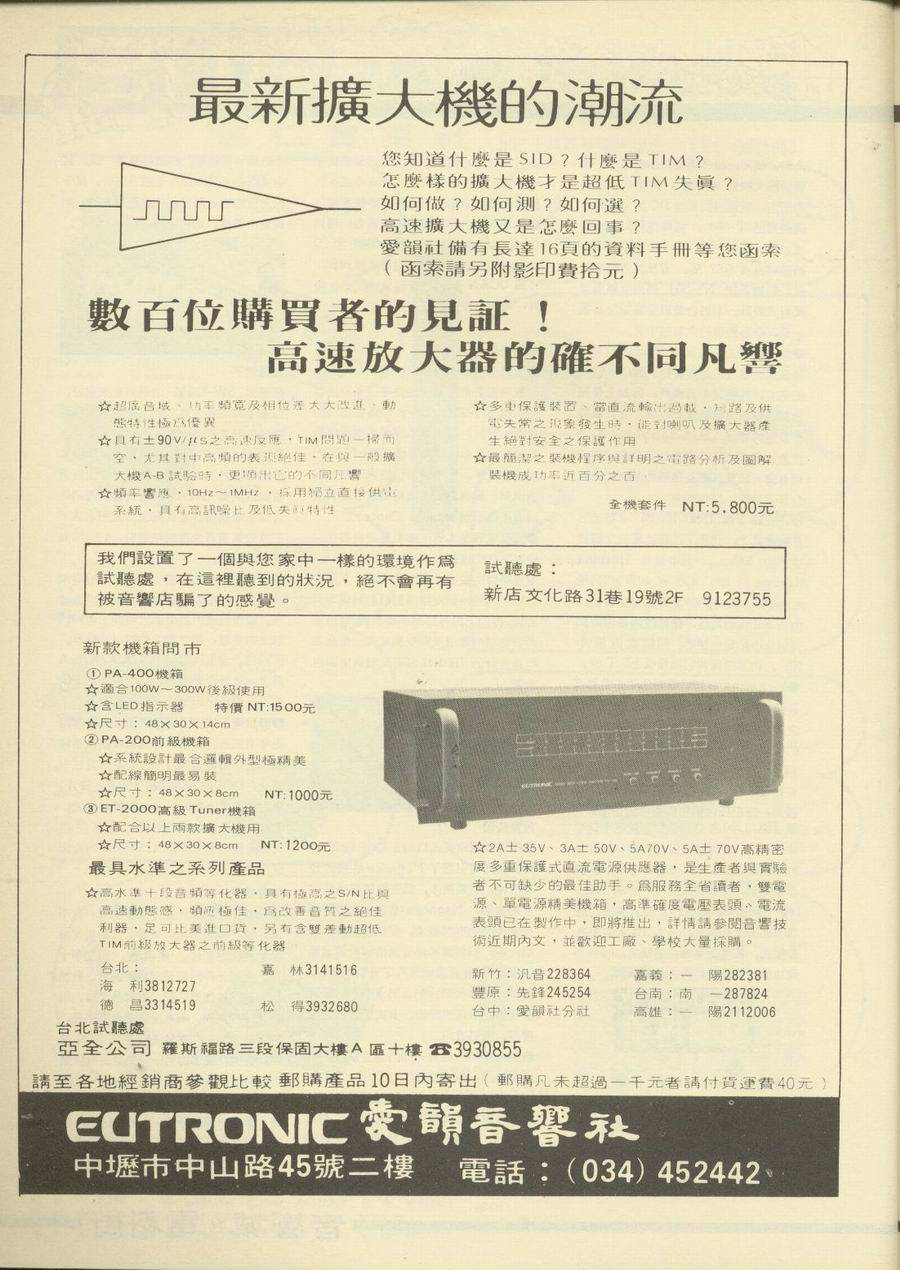 最新擴大機的潮流
您知道什麼是SID？什麼是TIM？
怎麼樣的擴大機才是超低TIM失眞？
如何做？如何測？如何選？
高速擴大機又是怎麼回事？
愛韻社備有長達16頁的資料手冊等您函索
（函索請另附影印費拾元）
數百位購買者的見証！
高速放大器的確不同凡響
☆超廣音域、功率頻寬及相位差大大改進，動
態特性極爲優異
☆具有±90V/μs之高速反應，TIM問題一掃而
空、尤其對中高頻的表現絕佳，在與一般擴
大機A-B試驗時，更顯出它的不同凡響
☆頻率響應，10Hz～1MHz，採用獨立直接供電
系統，具有高訊噪比及低失眞特性
☆多重保護裝置、當直流輸出過載，短路及供
電失常之現象發生時，能對喇叭及擴大器產
生絕對安全之保護作用
☆最簡潔之裝機程序與詳明之電路分析及圖解
裝機成功率近百分之百
全機套件 NT:5,800元
我們設置了一個與您家中一樣的環境作爲
試聽處，在這裡聽到的狀況，絕不會再有
被音響店騙了的感覺。
試聽處：
新店文化路31巷19號2F 9123755
新款機箱問市
①PA-400機箱
☆適合100W～300W後級使用
☆含LED指示器 特價NT:1500元
☆尺寸：48×30×14cm
②PA-200前級機箱
☆系統設計最合邏輯外型極精美
☆配線簡明最易裝
☆尺寸：48×30×8cm NT:1000元
③ET-2000高級Tuner機箱
☆配合以上兩款擴大機用
☆尺寸：48×30×8cm NT:1200元
最具水準之系列產品
☆高水準十段音頻等化器，具有極高之S/N比與
高速動態感，頻應極佳，爲改善音質之絕佳
利器，足可比美進口貨，另有含雙差動超低
TIM前級放大器之前級等化器
EUTRONIC
☆2A±35V、3A±50V、5A70V、5A±70V高精密
度多重保護式直流電源供應器，是生產者與實驗
者不可缺少的最佳助手。爲服務全省讀者，雙電
源、單電源精美機箱，高準確度電壓表頭、電流
表頭已在製作中，即將推出，詳情請參閱音響技
術近期內文，並歡迎工廠、學校大量採購。
台北： 嘉 林3141516
海 利3812727
德 昌3314519 松 得3932680
新竹：汎音228364 嘉義：一 陽282381
豐原：先鋒245254 台南：南 一287824
台中：愛韻社分社 高雄：一 陽2112006
台北試聽處
亞全公司 羅斯福路三段保固大樓A區十樓 ☎3930855
請至各地經銷商參觀比較 郵購產品10日內寄出（郵購凡未超過一千元者請付貨運費40元）
EUTRONIC 愛韻音響社
中壢市中山路45號二樓 電話：(034) 452442